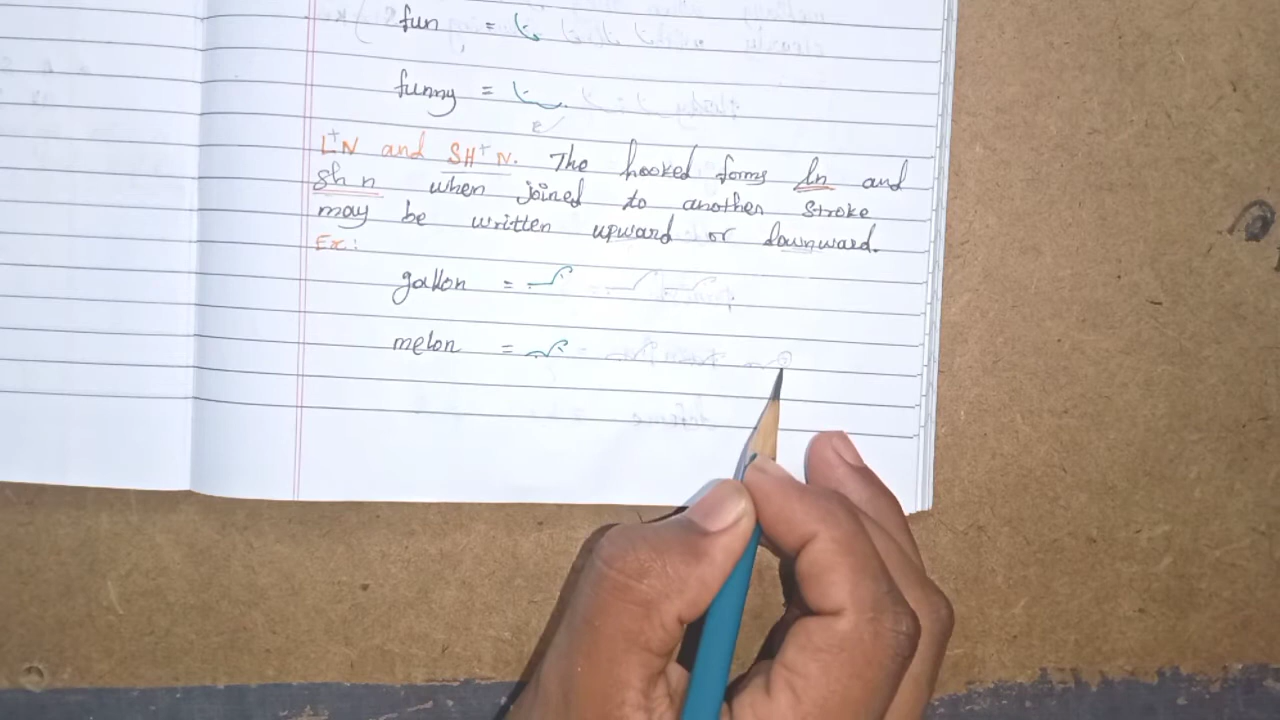 fun =
funny =
L+N and SH+N. The hooked forms ln and
Sh n when joined to another stroke
may be written upward or downward.
Ex:
gallon =
melon =